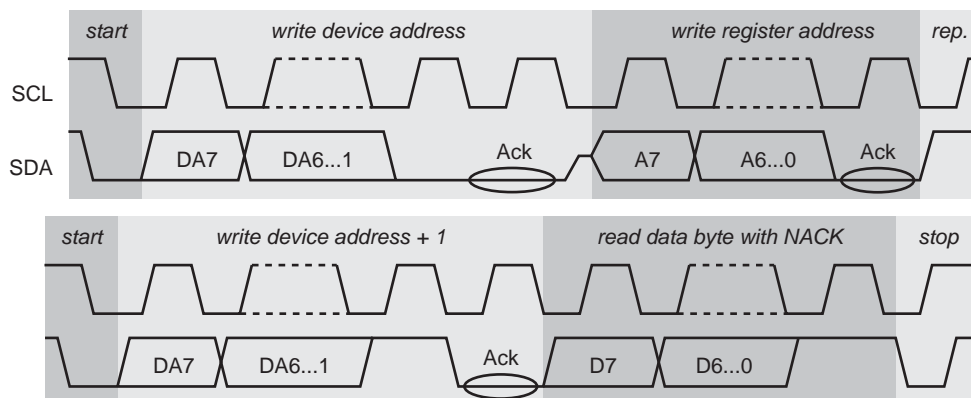 start write device address write register address rep.
SCL
SDA DA7 DA6...1 Ack A7 A6...0 Ack
start write device address + 1 read data byte with NACK stop
DA7 DA6...1 Ack D7 D6...0